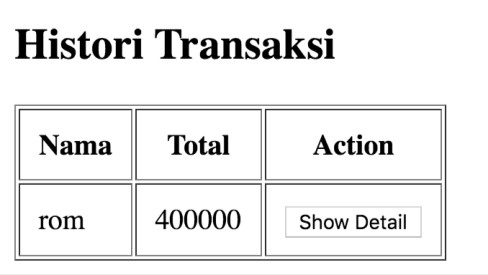 Histori Transaksi
Nama Total Action
rom 400000 Show Detail